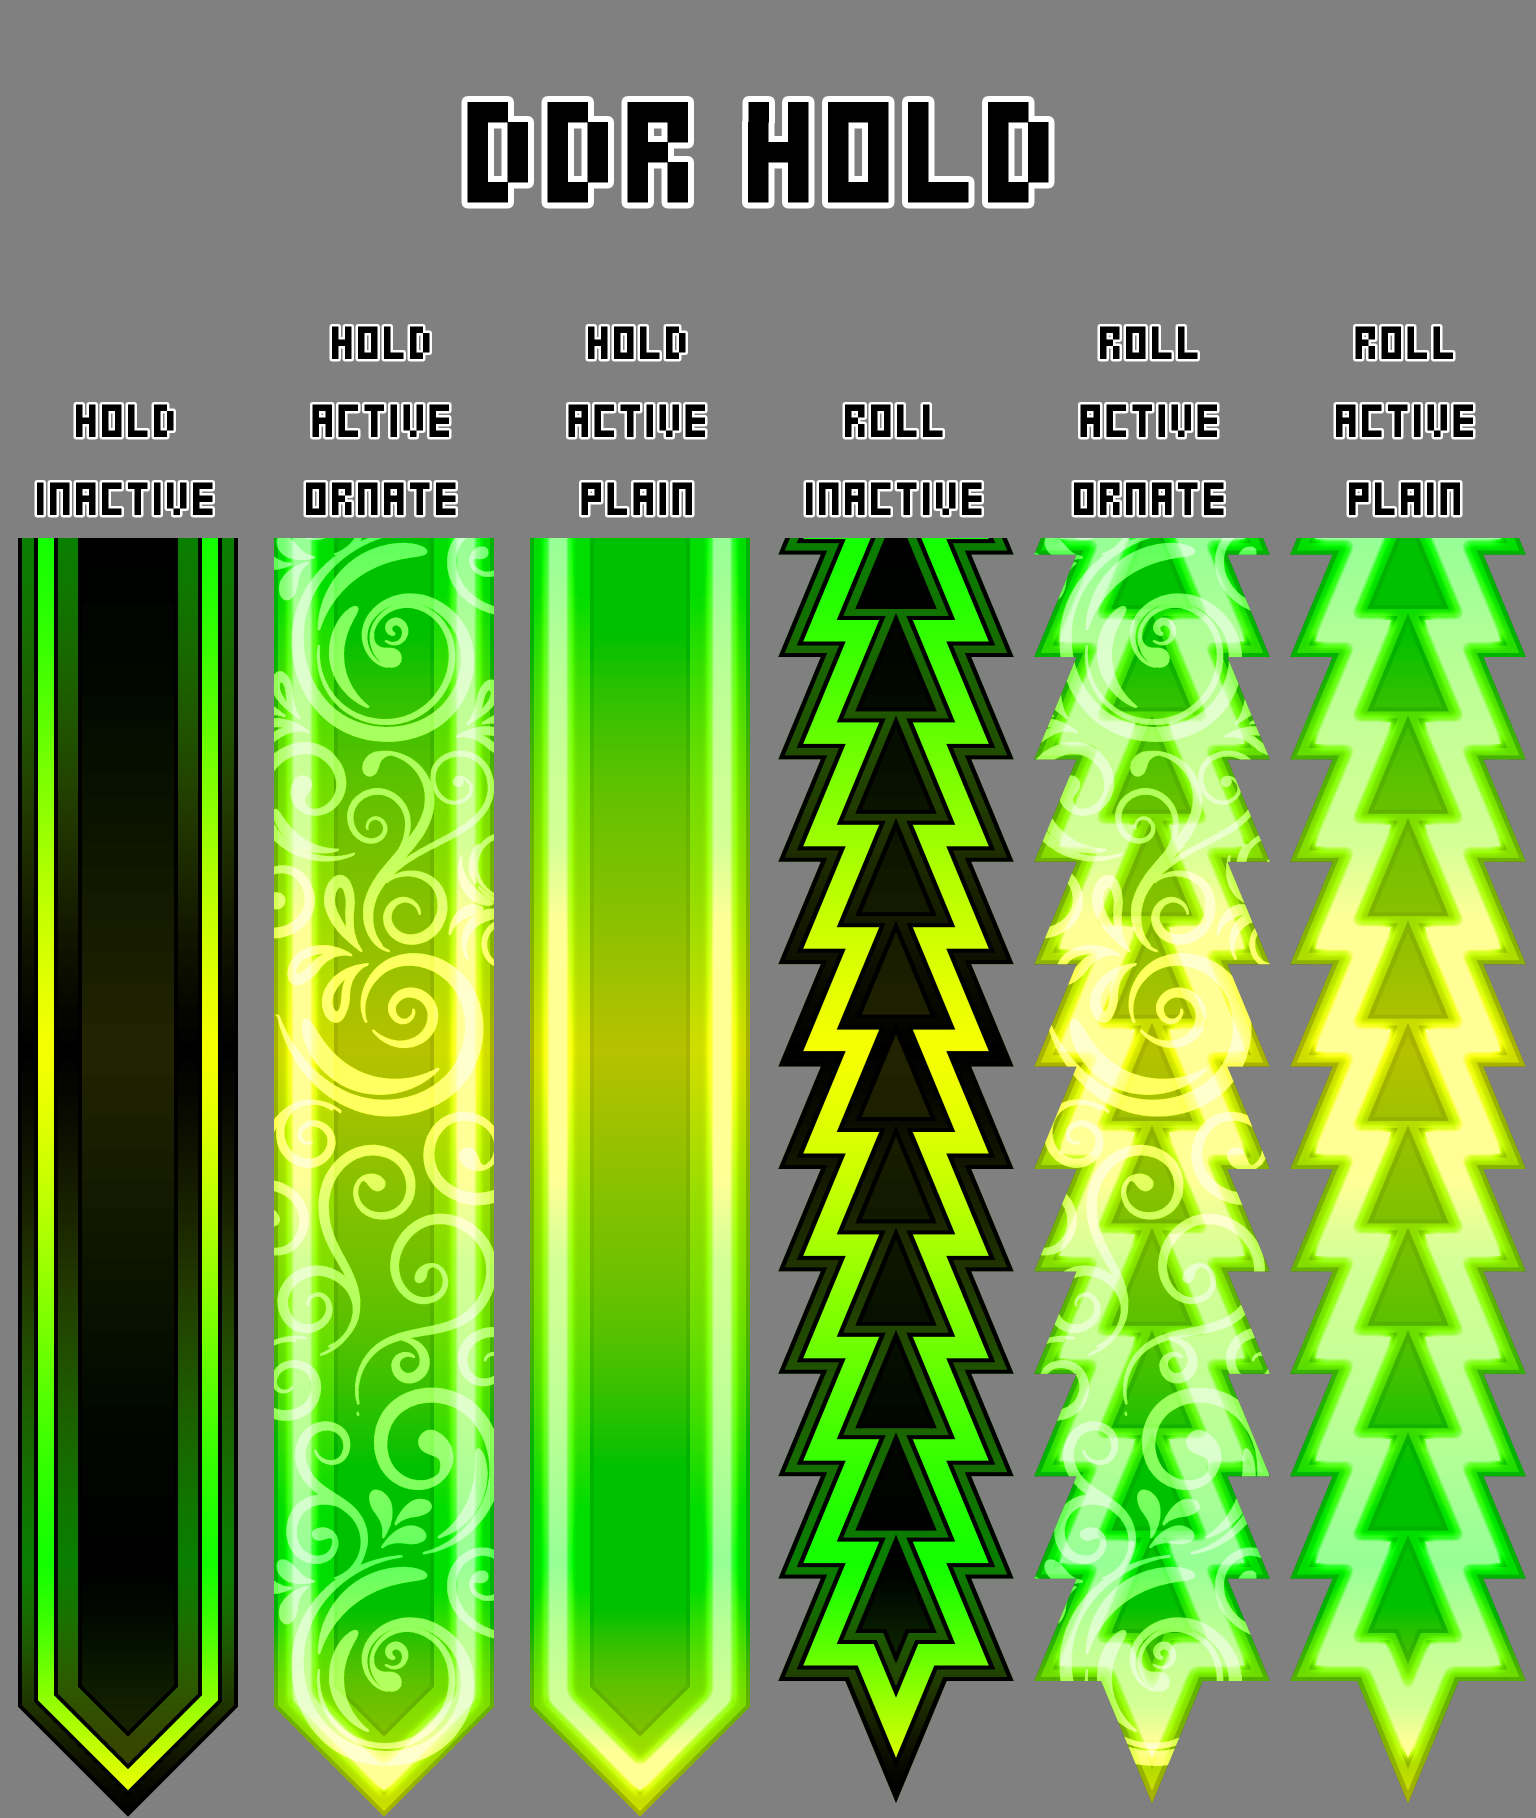 DDR HOLD
HOLD
INACTIVE
HOLD
ACTIVE
ORNATE
HOLD
ACTIVE
PLAIN
ROLL
INACTIVE
ROLL
ACTIVE
ORNATE
ROLL
ACTIVE
PLAIN